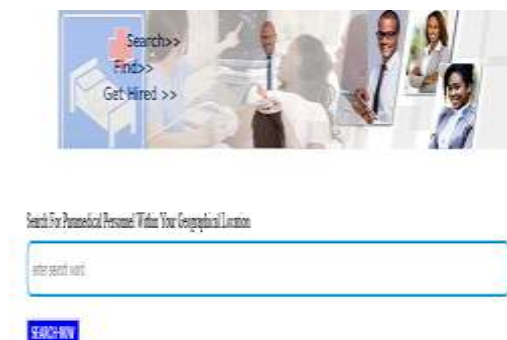 Search>>
Find>>
Get Hired >>
Search For Paramedical Personnel Within Your Geographical Location
enter search word
SEARCH-NOW